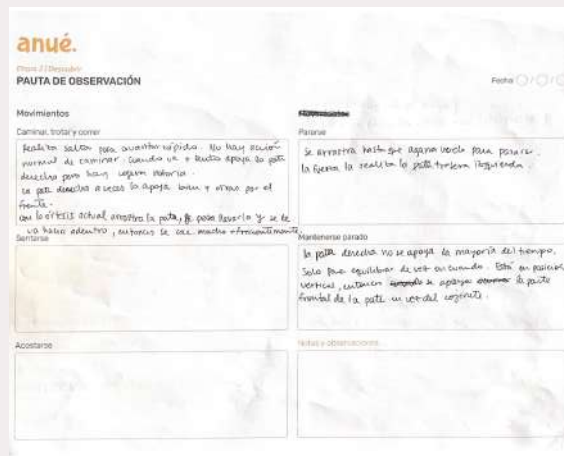 anué.
PAUTA DE OBSERVACIÓN
Fecha
Movimientos
Caminar, trotar y correr
Realiza saltos para avanzar rápido. No hay acción
normal de caminar. Cuando va + lento apoya la pata
derecha pero hay cojera notoria.
La pata derecha a veces la apoya bien y otras por el
frente.
Con la órtesis actual arrastra la pata, le pesa llevarla y se le
va hacia adentro, entonces se cae mucho + frecuentemente.
Pararse
Se arrastra hasta que agarra vuelo para pararse.
La fuerza la realiza la pata trasera izquierda.
Sentarse
Mantenerse parado
la pata derecha no se apoya la mayoría del tiempo.
Solo para equilibrar de vez en cuando. Está en posición
vertical, entonces se apoya la parte
frontal de la pata en vez del cojinete.
Acostarse
Notas y observaciones